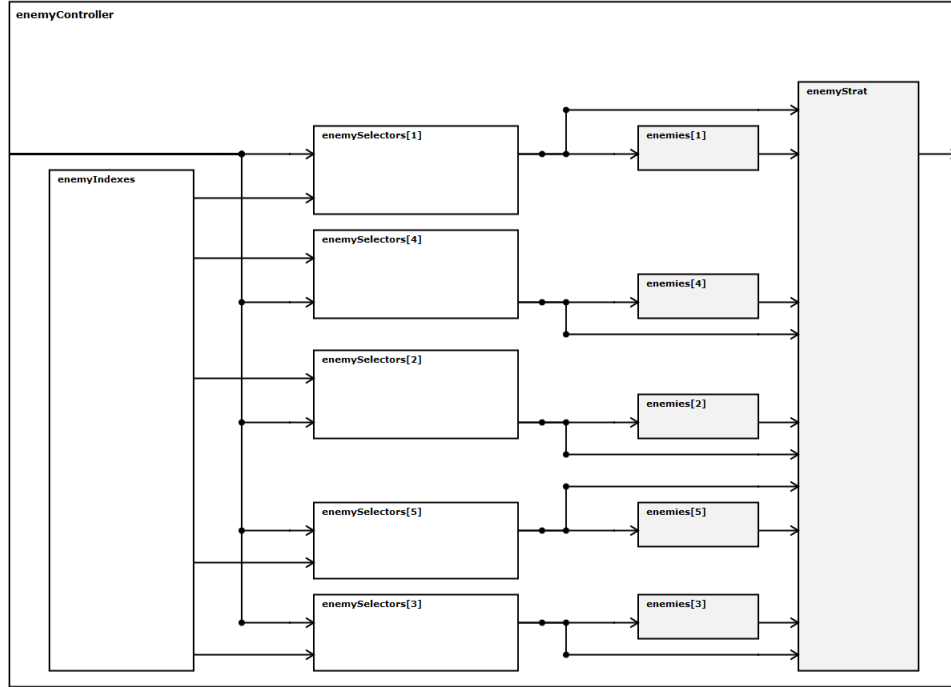 enemyController
enemyStrat
enemySelectors[1]
enemies[1]
enemyIndexes
enemySelectors[4]
enemies[4]
enemySelectors[2]
enemies[2]
enemySelectors[5]
enemies[5]
enemySelectors[3]
enemies[3]